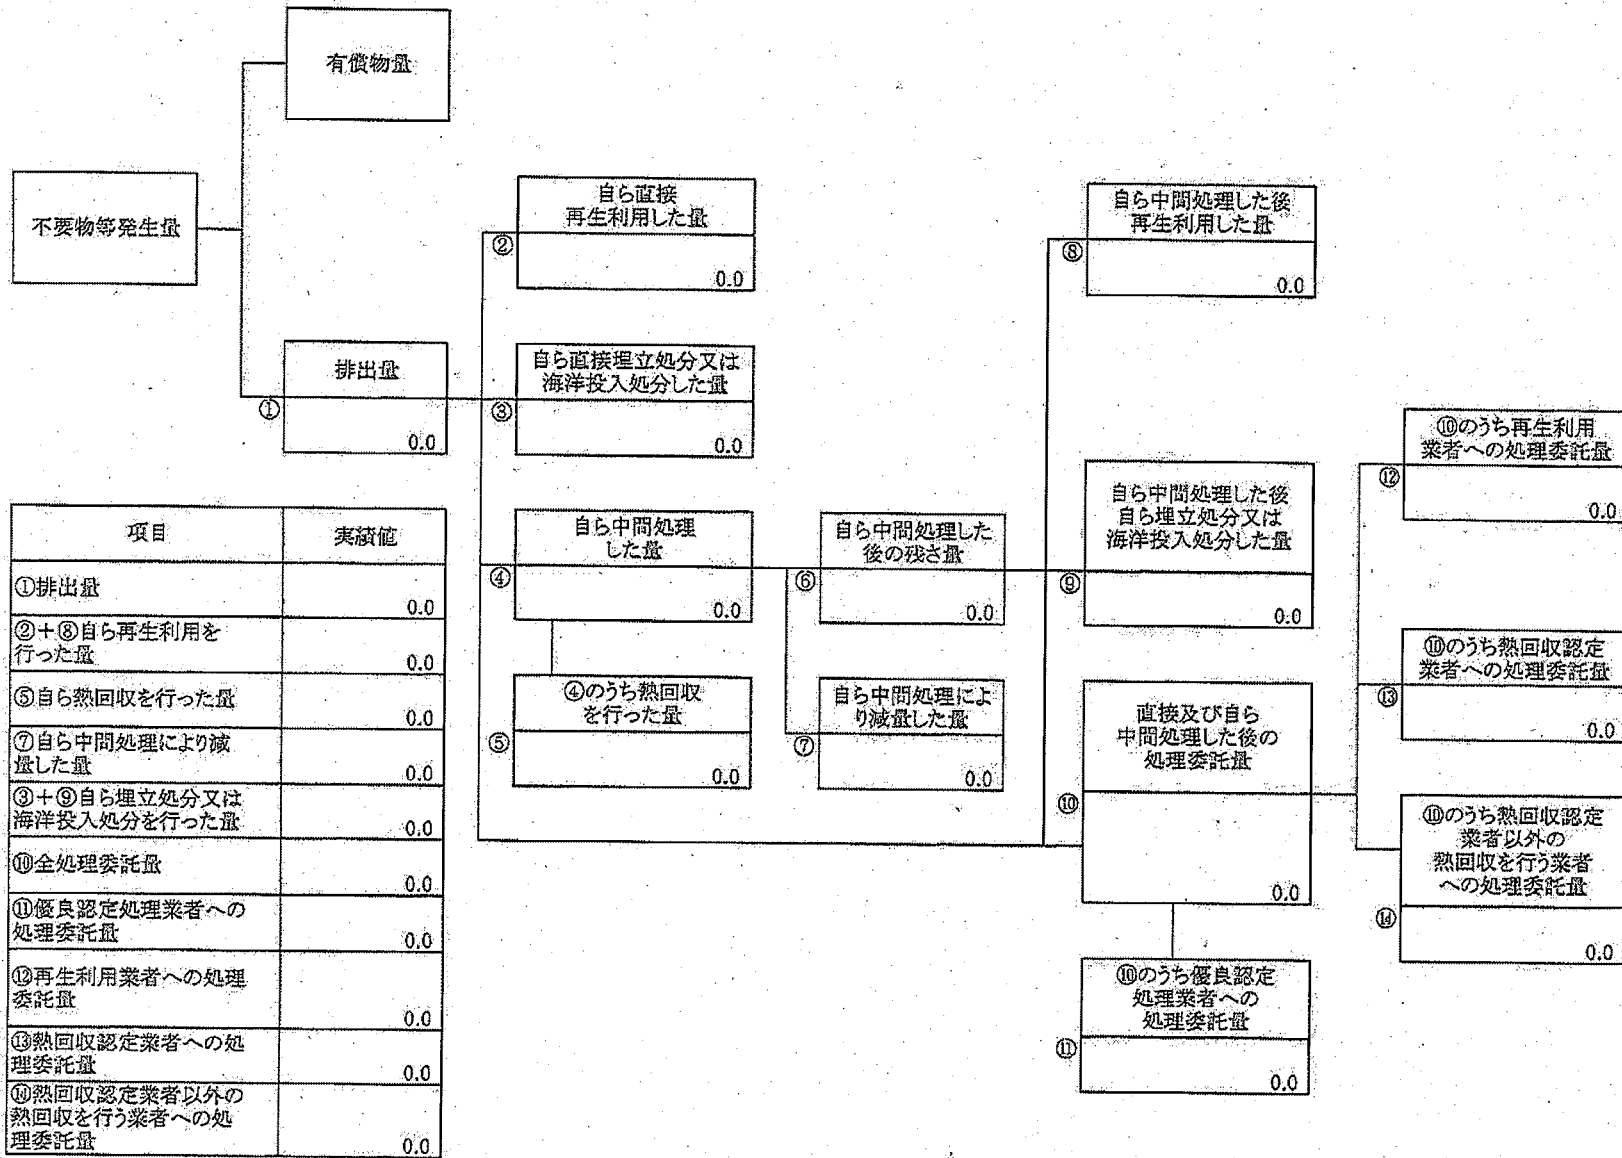 有償物量
不要物等発生量
排出量
①
0.0
自ら直接
再生利用した量
②
0.0
自ら直接埋立処分又は
海洋投入処分した量
③
0.0
自ら中間処理
した量
④
0.0
④のうち熱回収
を行った量
⑤
0.0
自ら中間処理した
後の残さ量
⑥
0.0
自ら中間処理によ
り減量した量
⑦
0.0
自ら中間処理した後
再生利用した量
⑧
0.0
自ら中間処理した後
自ら埋立処分又は
海洋投入処分した量
⑨
0.0
直接及び自ら
中間処理した後の
処理委託量
⑩
0.0
⑩のうち優良認定
処理業者への
処理委託量
⑪
0.0
⑩のうち再生利用
業者への処理委託量
⑫
0.0
⑩のうち熱回収認定
業者への処理委託量
⑬
0.0
⑩のうち熱回収認定
業者以外の
熱回収を行う業者
への処理委託量
⑭
0.0
項目 実績値
①排出量
0.0
②+⑧自ら再生利用を
行った量
0.0
⑤自ら熱回収を行った量
0.0
⑦自ら中間処理により減
量した量
0.0
③+⑨自ら埋立処分又は
海洋投入処分を行った量
0.0
⑩全処理委託量
0.0
⑪優良認定処理業者への
処理委託量
0.0
⑫再生利用業者への処理
委託量
0.0
⑬熱回収認定業者への処
理委託量
0.0
⑭熱回収認定業者以外の
熱回収を行う業者への処
理委託量
0.0